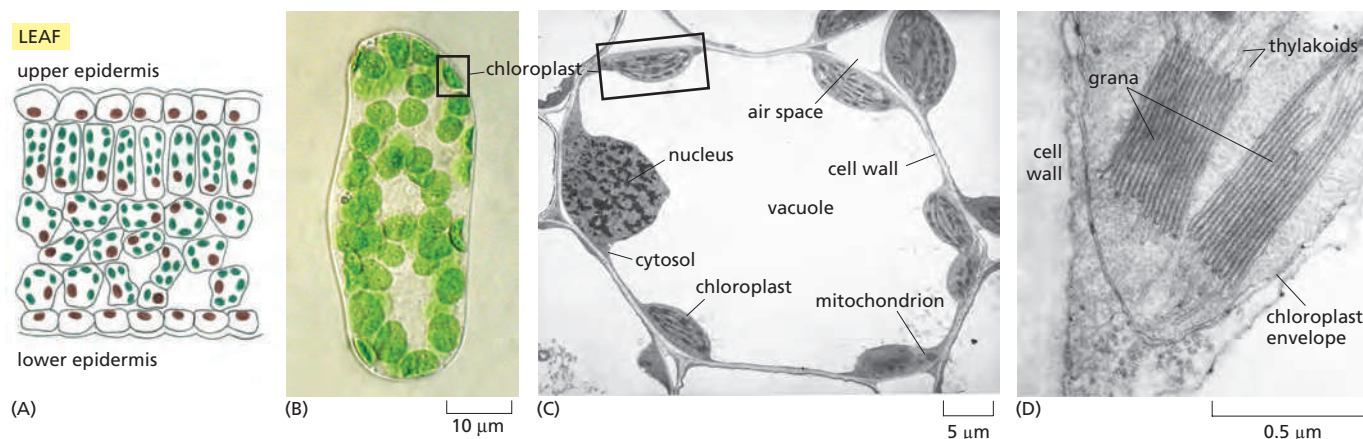 LEAF
upper epidermis
lower epidermis
(A)
chloroplast
(B)
10 μm
nucleus
air space
cell wall
vacuole
cytosol
chloroplast
mitochondrion
(C)
5 μm
thylakoids
grana
cell
wall
chloroplast
envelope
(D)
0.5 μm